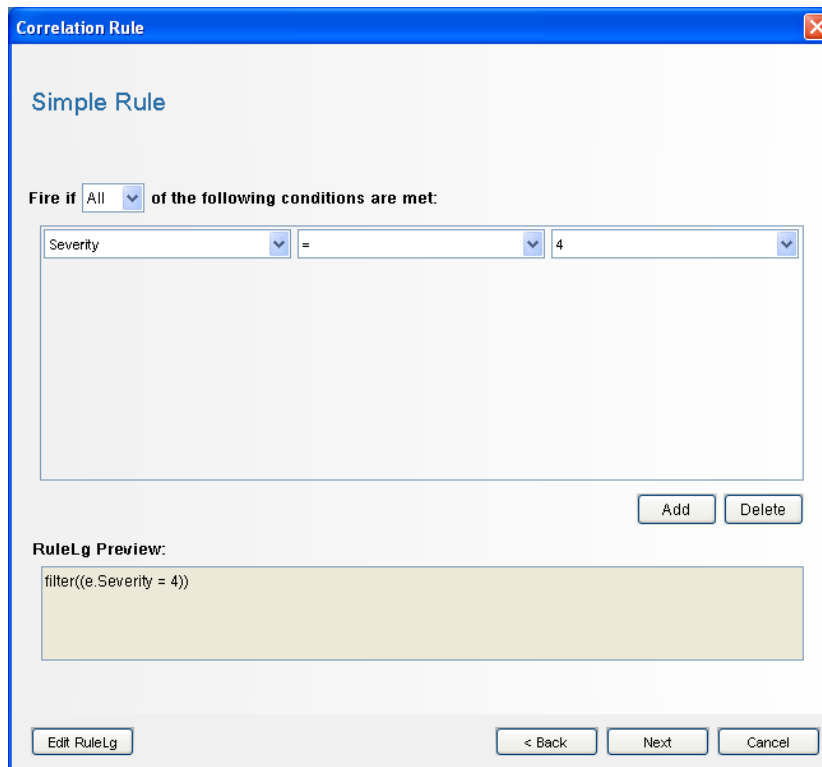 Correlation Rule
Simple Rule
Fire if All of the following conditions are met:
Severity = 4
Add Delete
RuleLg Preview:
filter((e.Severity = 4))
Edit RuleLg < Back Next Cancel